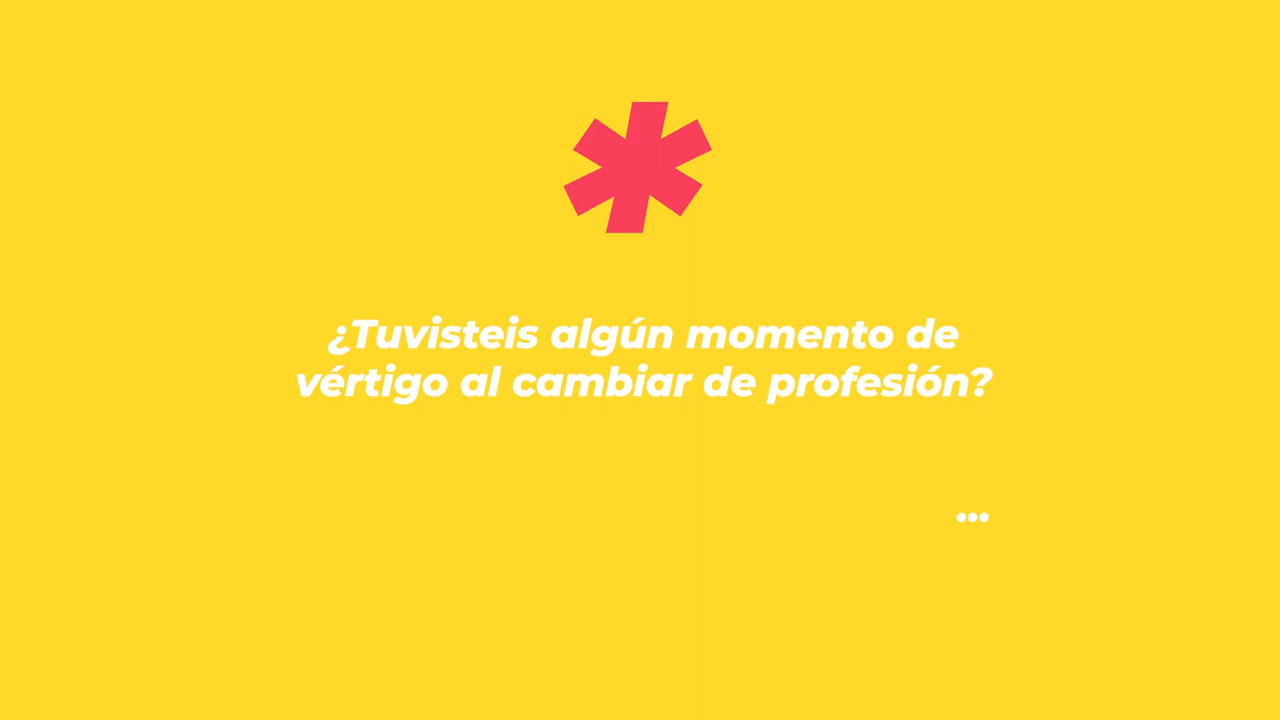 ¿Tuvisteis algún momento de
vértigo al cambiar de profesión?
...